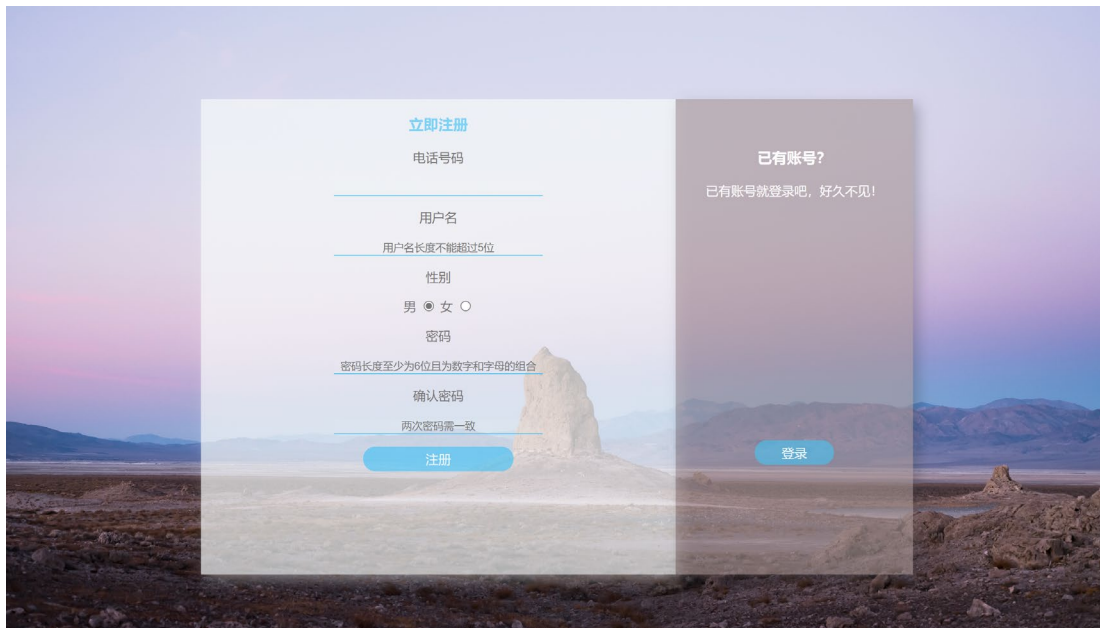 立即注册
电话号码
用户名
用户名长度不能超过5位
性别
男 女
密码
密码长度至少为6位且为数字和字母的组合
确认密码
两次密码需一致
注册
已有账号?
已有账号就登录吧，好久不见!
登录